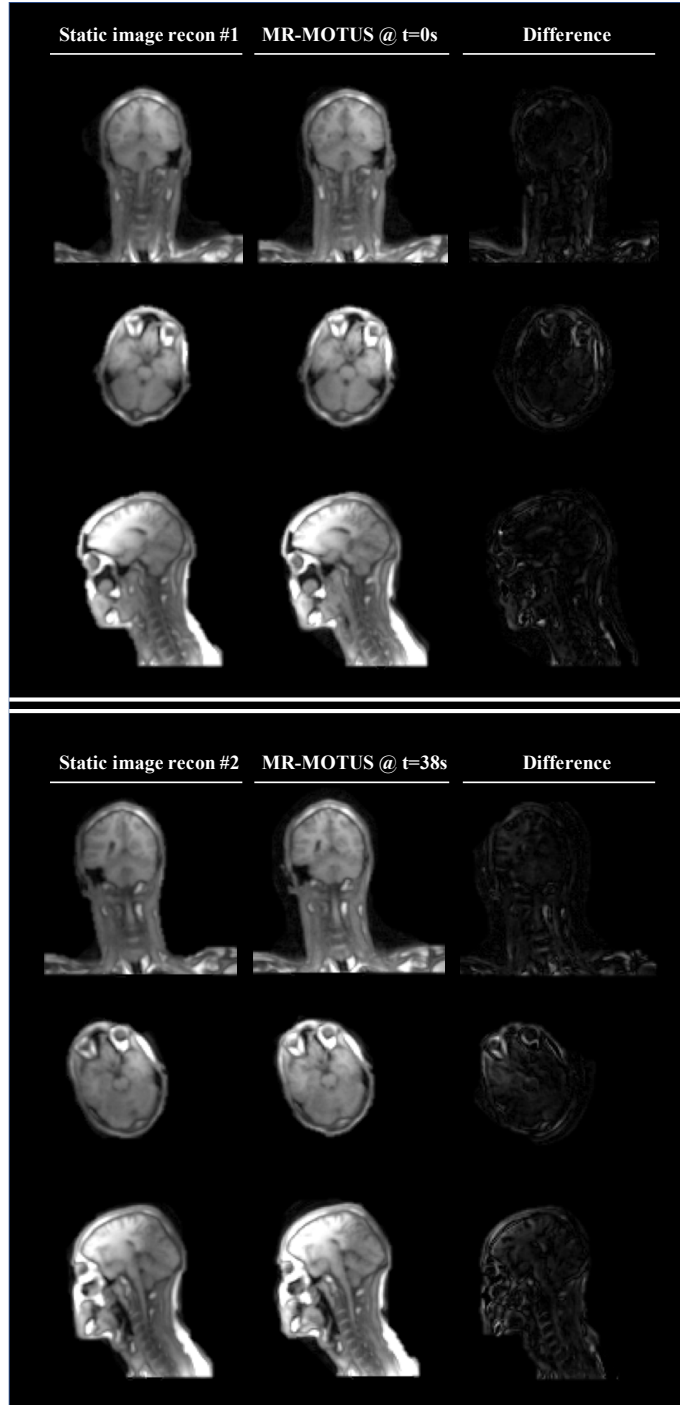 Static image recon #1 MR-MOTUS @ t=0s Difference
Static image recon #2 MR-MOTUS @ t=38s Difference